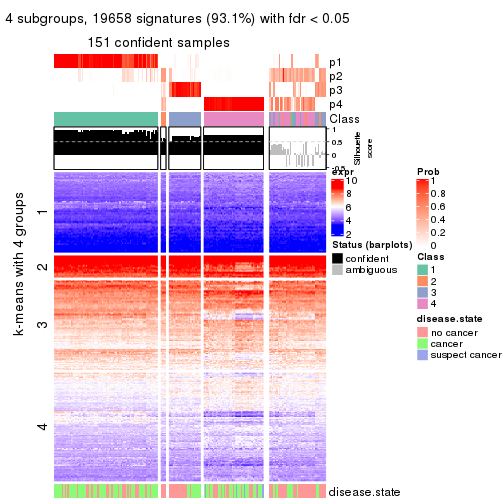 4 subgroups, 19658 signatures (93.1%) with fdr < 0.05
151 confident samples
p1
p2
p3
p4
Class
1
0.5
0
-0.5
Silhouette
score
k-means with 4 groups
1
2
3
4
expr
10
8
6
4
2
Status (barplots)
confident
ambiguous
Prob
1
0.8
0.6
0.4
0.2
0
Class
1
2
3
4
disease.state
no cancer
cancer
suspect cancer
disease.state